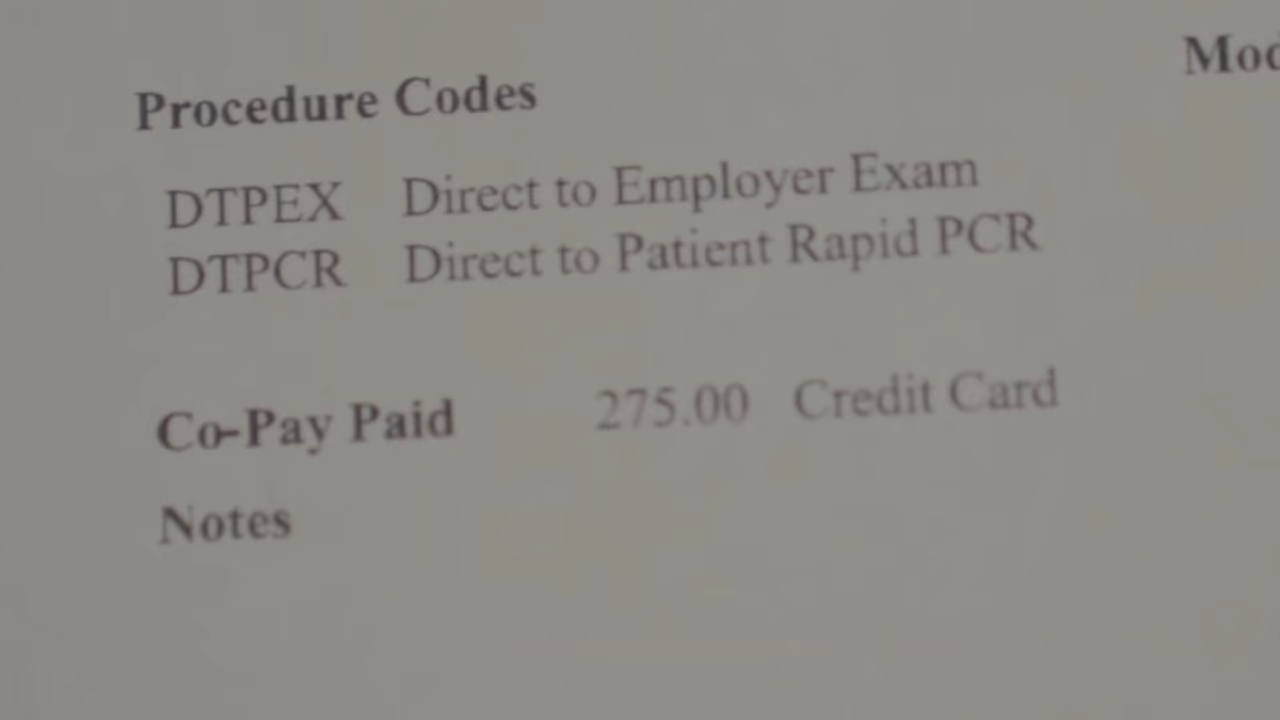 Procedure Codes
DTPEX Direct to Employer Exam
DTPCR Direct to Patient Rapid PCR
Co-Pay Paid 275.00 Credit Card
Notes